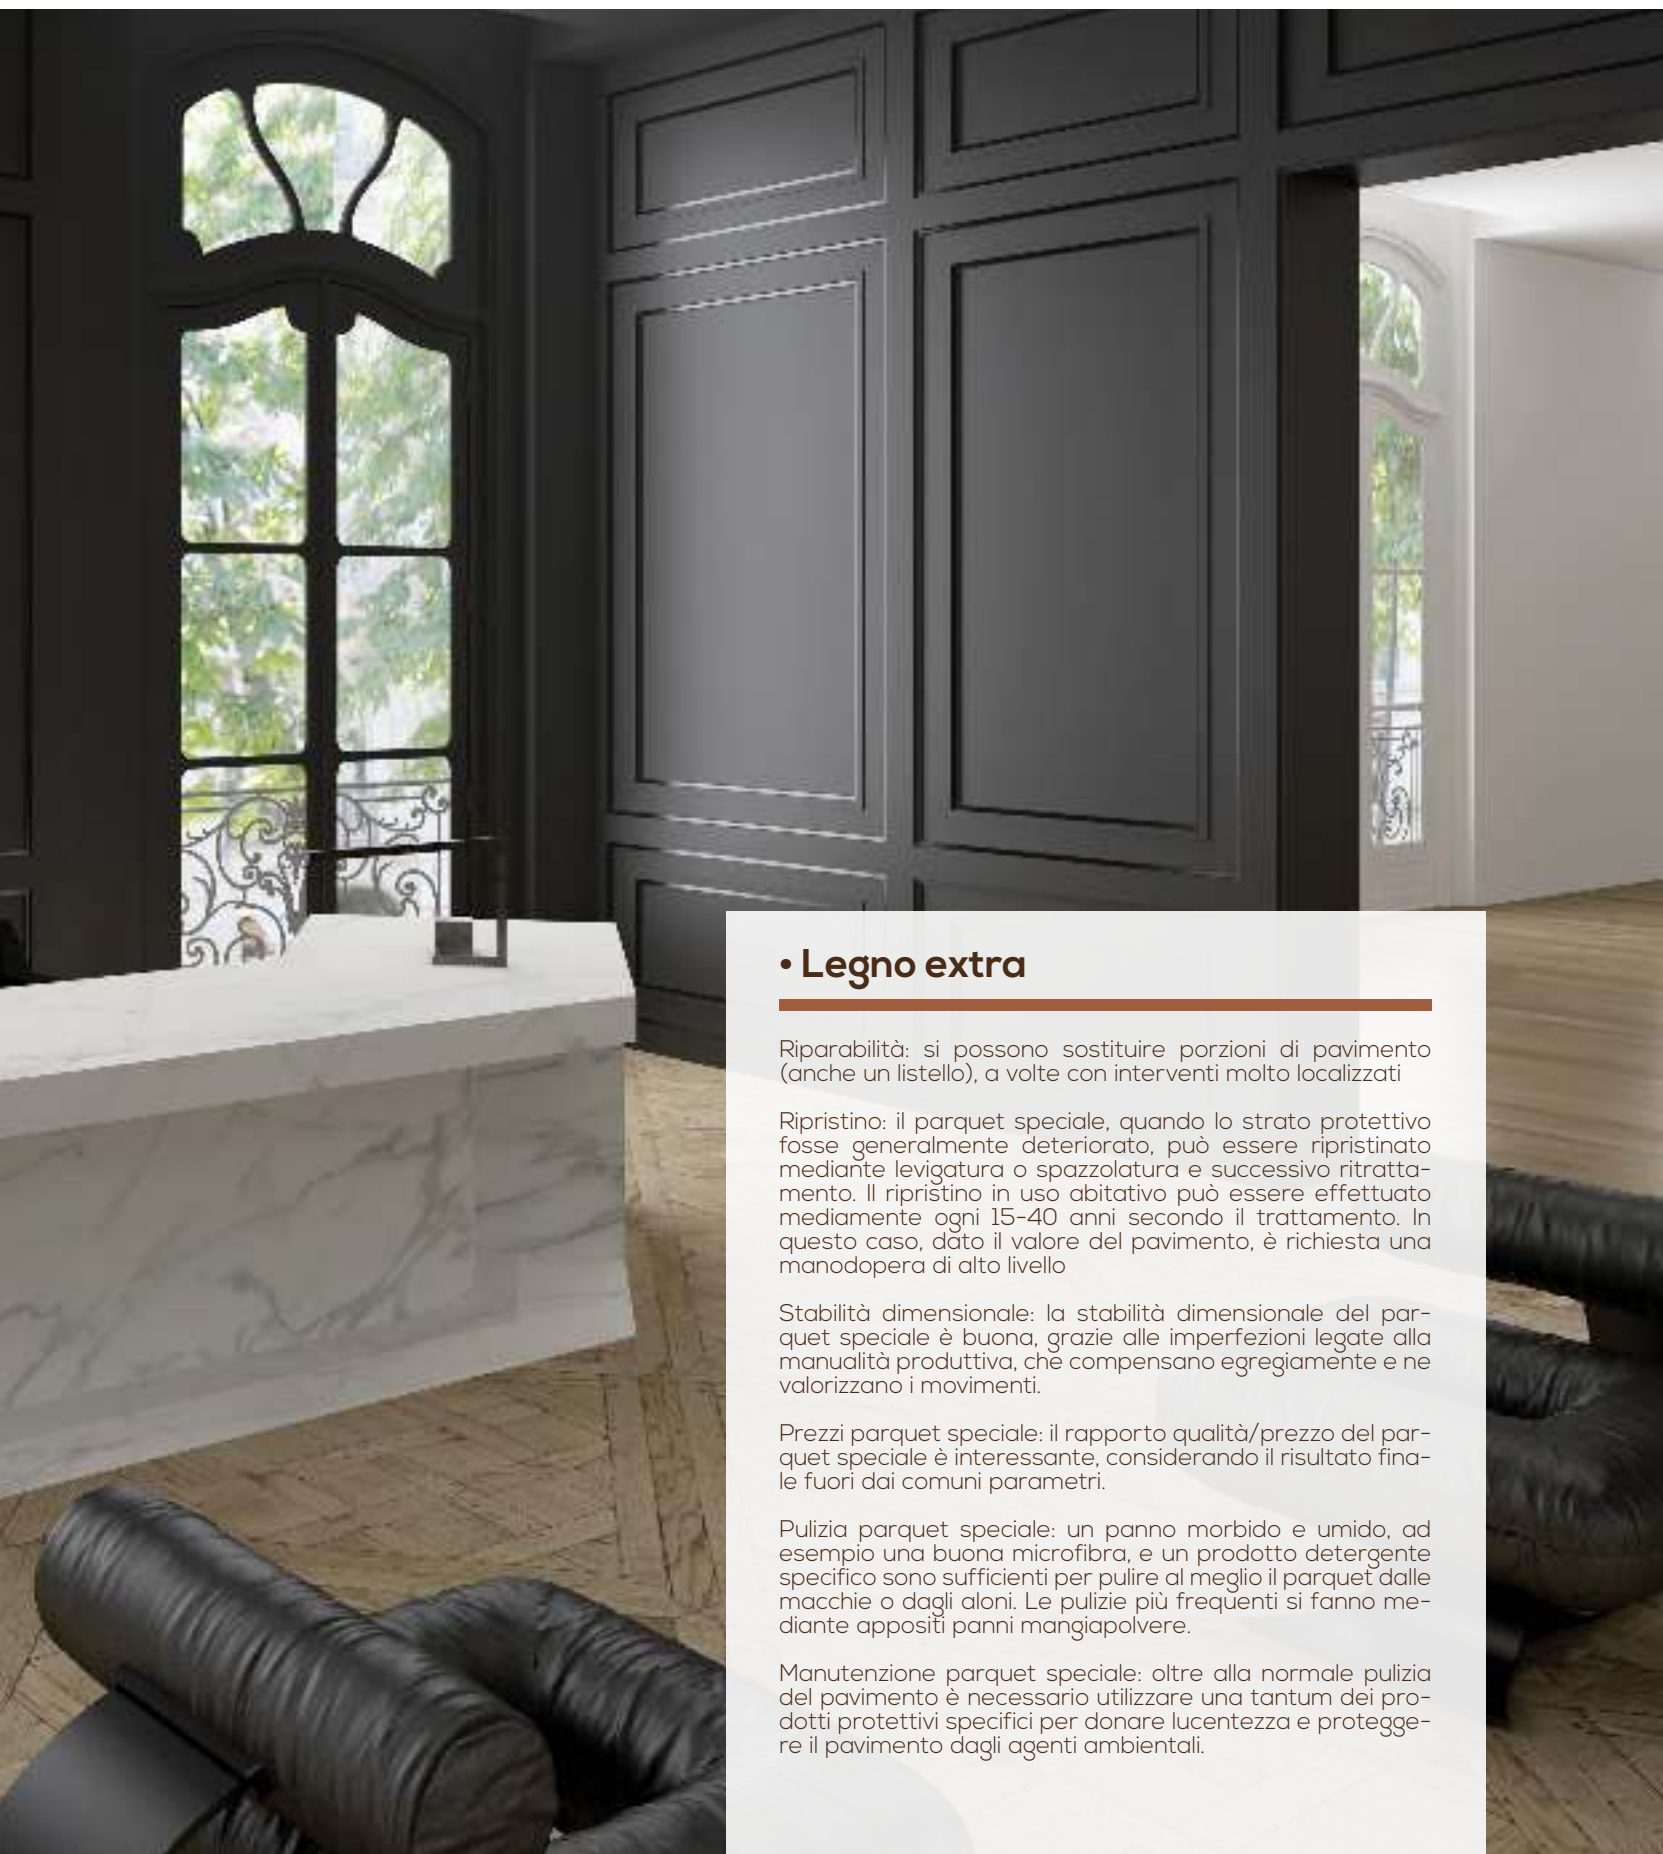 • Legno extra
Riparabilità: si possono sostituire porzioni di pavimento
(anche un listello), a volte con interventi molto localizzati
Ripristino: il parquet speciale, quando lo strato protettivo
fosse generalmente deteriorato, può essere ripristinato
mediante levigatura o spazzolatura e successivo ritratta-
mento. Il ripristino in uso abitativo può essere effettuato
mediamente ogni 15-40 anni secondo il trattamento. In
questo caso, dato il valore del pavimento, è richiesta una
manodopera di alto livello
Stabilità dimensionale: la stabilità dimensionale del par-
quet speciale è buona, grazie alle imperfezioni legate alla
manualità produttiva, che compensano egregiamente e ne
valorizzano i movimenti.
Prezzi parquet speciale: il rapporto qualità/prezzo del par-
quet speciale è interessante, considerando il risultato fina-
le fuori dai comuni parametri.
Pulizia parquet speciale: un panno morbido e umido, ad
esempio una buona microfibra, e un prodotto detergente
specifico sono sufficienti per pulire al meglio il parquet dalle
macchie o dagli aloni. Le pulizie più frequenti si fanno me-
diante appositi panni mangiapolvere.
Manutenzione parquet speciale: oltre alla normale pulizia
del pavimento è necessario utilizzare una tantum dei pro-
dotti protettivi specifici per donare lucentezza e protegge-
re il pavimento dagli agenti ambientali.